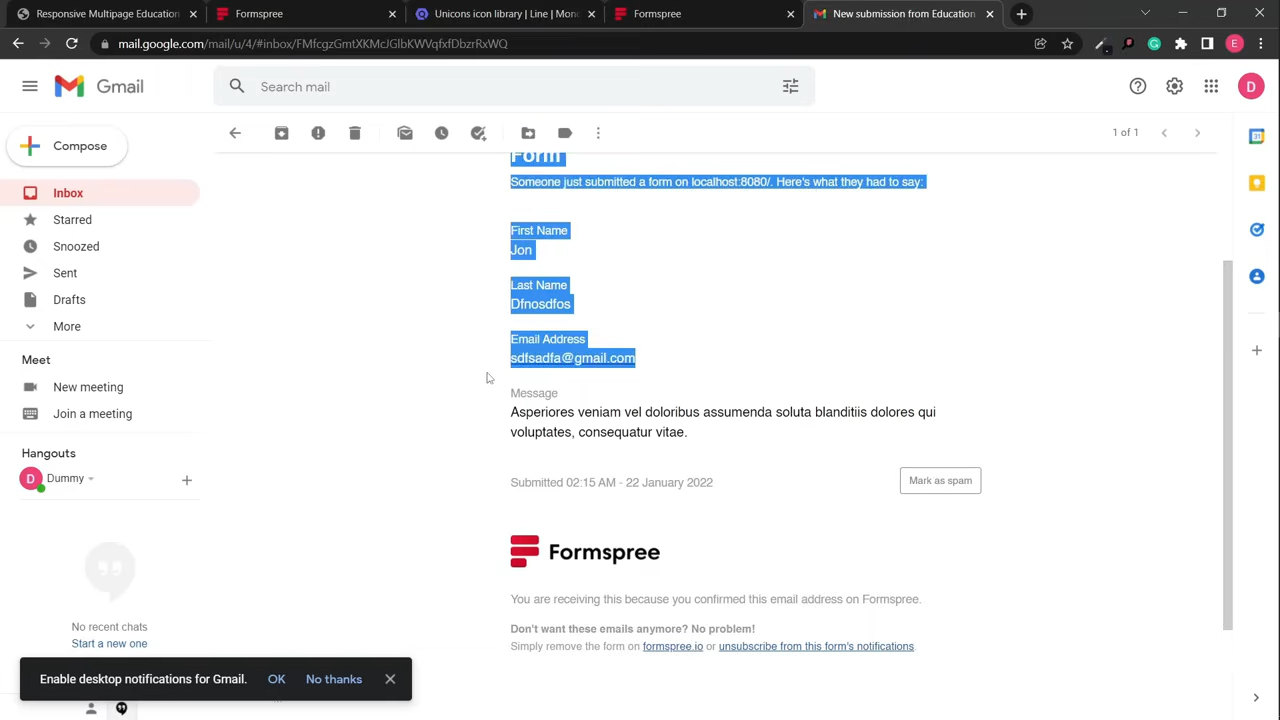 Responsive Multipage Education
Formspree
Unicons icon library | Line | Mono
Formspree
New submission from Education
mail.google.com/mail/u/4/#inbox/FMfcgzGmtXKMcJGlbKWVqfxfDbzrRxWQ
E
Gmail
Search mail
D
Compose
1 of 1
31
Inbox
Starred
Snoozed
Sent
Drafts
More
Meet
New meeting
Join a meeting
Hangouts
D
Dummy
No recent chats
Start a new one
Enable desktop notifications for Gmail.
OK
No thanks
Form
Someone just submitted a form on localhost:8080/. Here's what they had to say:
First Name
Jon
Last Name
Dfnosdfos
Email Address
sdfsadfa@gmail.com
Message
Asperiores veniam vel doloribus assumenda soluta blanditiis dolores qui
voluptates, consequatur vitae.
Submitted 02:15 AM - 22 January 2022
Mark as spam
Formspree
You are receiving this because you confirmed this email address on Formspree.
Don't want these emails anymore? No problem!
Simply remove the form on formspree.io or unsubscribe from this form's notifications.